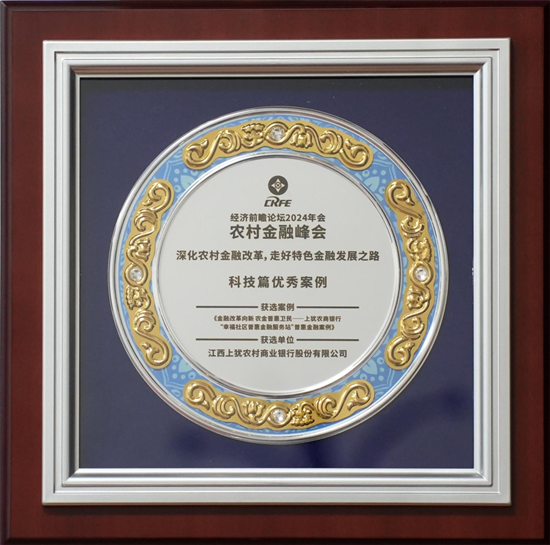 CRFE
经济前瞻论坛2024年会
农村金融峰会
深化农村金融改革，走好特色金融发展之路
科技篇优秀案例
获选案例
《金融改革向新 农金普惠卫民——上犹农商银行
“幸福社区普惠金融服务站”普惠金融案例》
获选单位
江西上犹农村商业银行股份有限公司